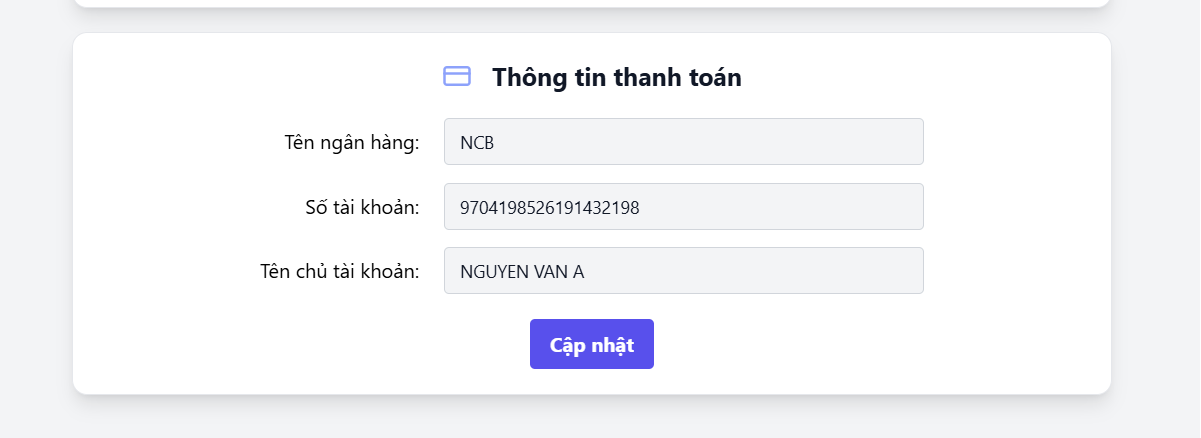 Thông tin thanh toán
Tên ngân hàng: NCB
Số tài khoản: 9704198526191432198
Tên chủ tài khoản: NGUYEN VAN A
Cập nhật